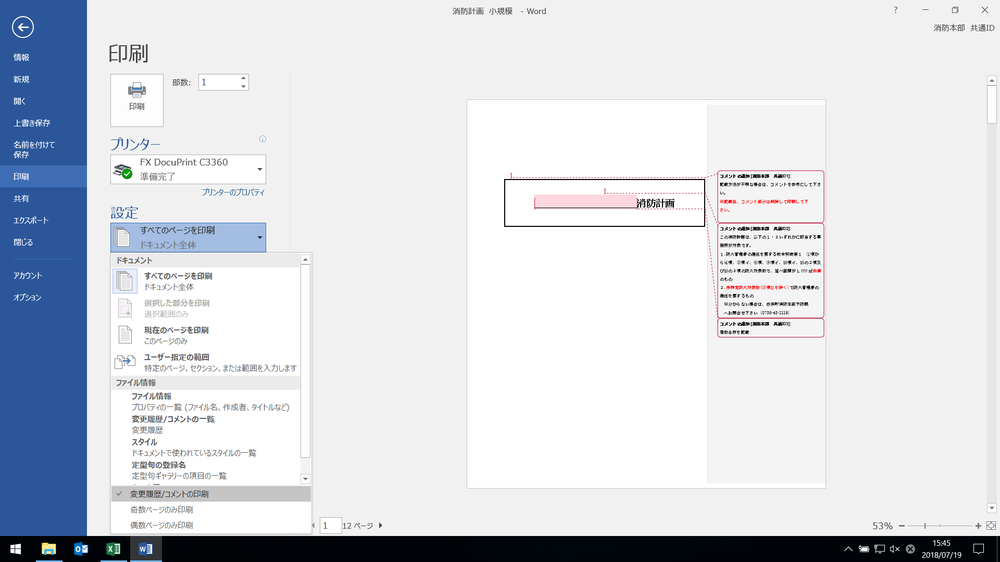 消防計画 小規模 - Word
?
消防本部 共通ID
情報
新規
開く
上書き保存
名前を付けて
保存
印刷
共有
エクスポート
閉じる
アカウント
オプション
印刷
印刷
部数: 1
プリンター
FX DocuPrint C3360
準備完了
プリンターのプロパティ
設定
すべてのページを印刷
ドキュメント全体
ドキュメント
すべてのページを印刷
ドキュメント全体
選択した部分を印刷
選択範囲のみ
現在のページを印刷
このページのみ
ユーザー指定の範囲
特定のページ、セクション、または範囲を入力します
ファイル情報
ファイル情報
プロパティの一覧 (ファイル名、作成者、タイトルなど)
変更履歴/コメントの一覧
変更履歴
スタイル
ドキュメントで使われているスタイルの一覧
定型句の登録名
定型句ギャラリーの項目の一覧
変更履歴/コメントの印刷
奇数ページのみ印刷
偶数ページのみ印刷
消防計画
コメントの追加 [消防本部 共通ID1]:
記載方法が不明な場合は、コメントを参考にして下さ
い。
※記載後、コメント部分は削除して印刷して下
さい。
コメントの追加 [消防本部 共通ID2]:
この消防計画は、以下の1・2いずれかに該当する事
業所が対象です。
1.防火管理者の選任を要する政令別表第1 ⑴項か
ら⑷項、⑸項イ、⑹項、⑼項イ、⒃項イ、⒃の2項及
び⒃の3項の防火対象物で、延べ面積が1,000㎡未満
のもの
2.非特定防火対象物(⑸項ロを除く)で防火管理者の
選任を要するもの
※分からない場合は、白浜町消防本部予防課
へお問合せ下さい (0739-43-1119)
コメントの追加 [消防本部 共通ID3]:
建物名称を記載
1 12 ページ
53%
15:45
2018/07/19